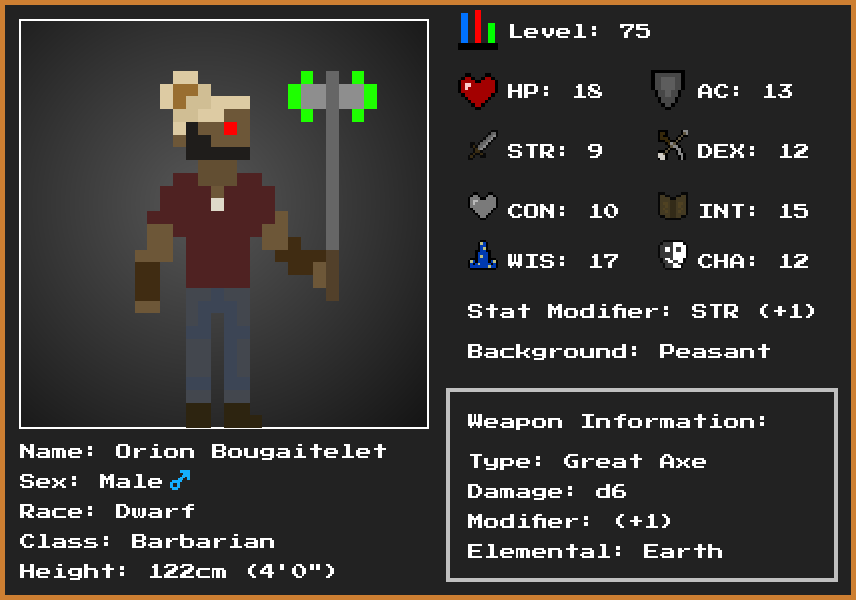 Level: 75
HP: 18 AC: 13
STR: 9 DEX: 12
CON: 10 INT: 15
WIS: 17 CHA: 12
Stat Modifier: STR (+1)
Background: Peasant
Weapon Information:
Type: Great Axe
Damage: d6
Modifier: (+1)
Elemental: Earth
Name: Orion Bougaitelet
Sex: Male♂
Race: Dwarf
Class: Barbarian
Height: 122cm (4'0")